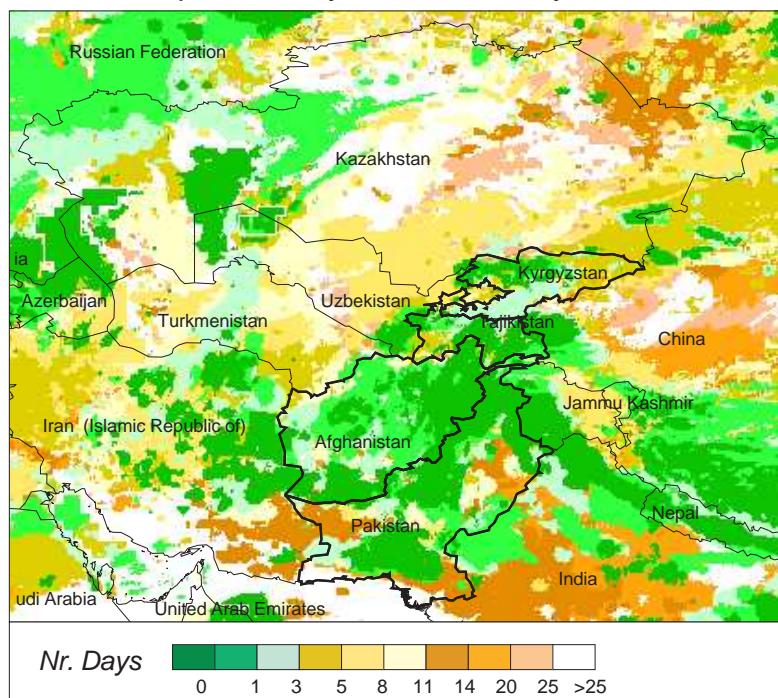 Russian Federation
Kazakhstan
Kyrgyzstan
ia
Azerbaijan
Uzbekistan
Turkmenistan
Tajikistan
China
Jammu Kashmir
Iran (Islamic Republic of)
Afghanistan
Nepal
Pakistan
India
udi Arabia
United Arab Emirates
Nr. Days
0 1 3 5 8 11 14 20 25 >25